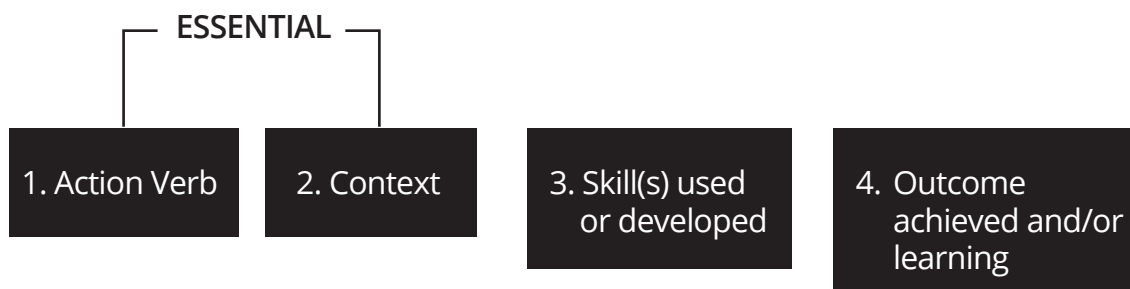 ESSENTIAL
1. Action Verb
2. Context
3. Skill(s) used
or developed
4. Outcome
achieved and/or
learning